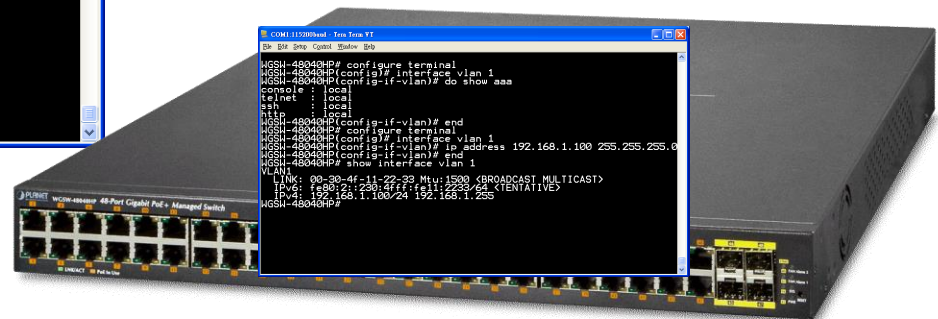 COM1:115200baud - Tera Term VT
File Edit Setup Control Window Help
WGSW-48040HP# configure terminal
WGSW-48040HP(config)# interface vlan 1
WGSW-48040HP(config-if-vlan)# do show aaa
console : local
telnet : local
ssh : local
http : local
WGSW-48040HP(config-if-vlan)# end
WGSW-48040HP# configure terminal
WGSW-48040HP(config)# interface vlan 1
WGSW-48040HP(config-if-vlan)# ip address 192.168.1.100 255.255.255.0
WGSW-48040HP(config-if-vlan)# end
WGSW-48040HP# show interface vlan 1
VLAN1
LINK: 00-30-4f-11-22-33 Mtu:1500 <BROADCAST MULTICAST>
IPv6: fe80:2::230:4fff:fe11:2233/64 <TENTATIVE>
IPv4: 192.168.1.100/24 192.168.1.255
WGSW-48040HP#
PLANET WGSW-48040HP 48-Port Gigabit PoE+ Managed Switch
LNK/ACT PoE In-Use